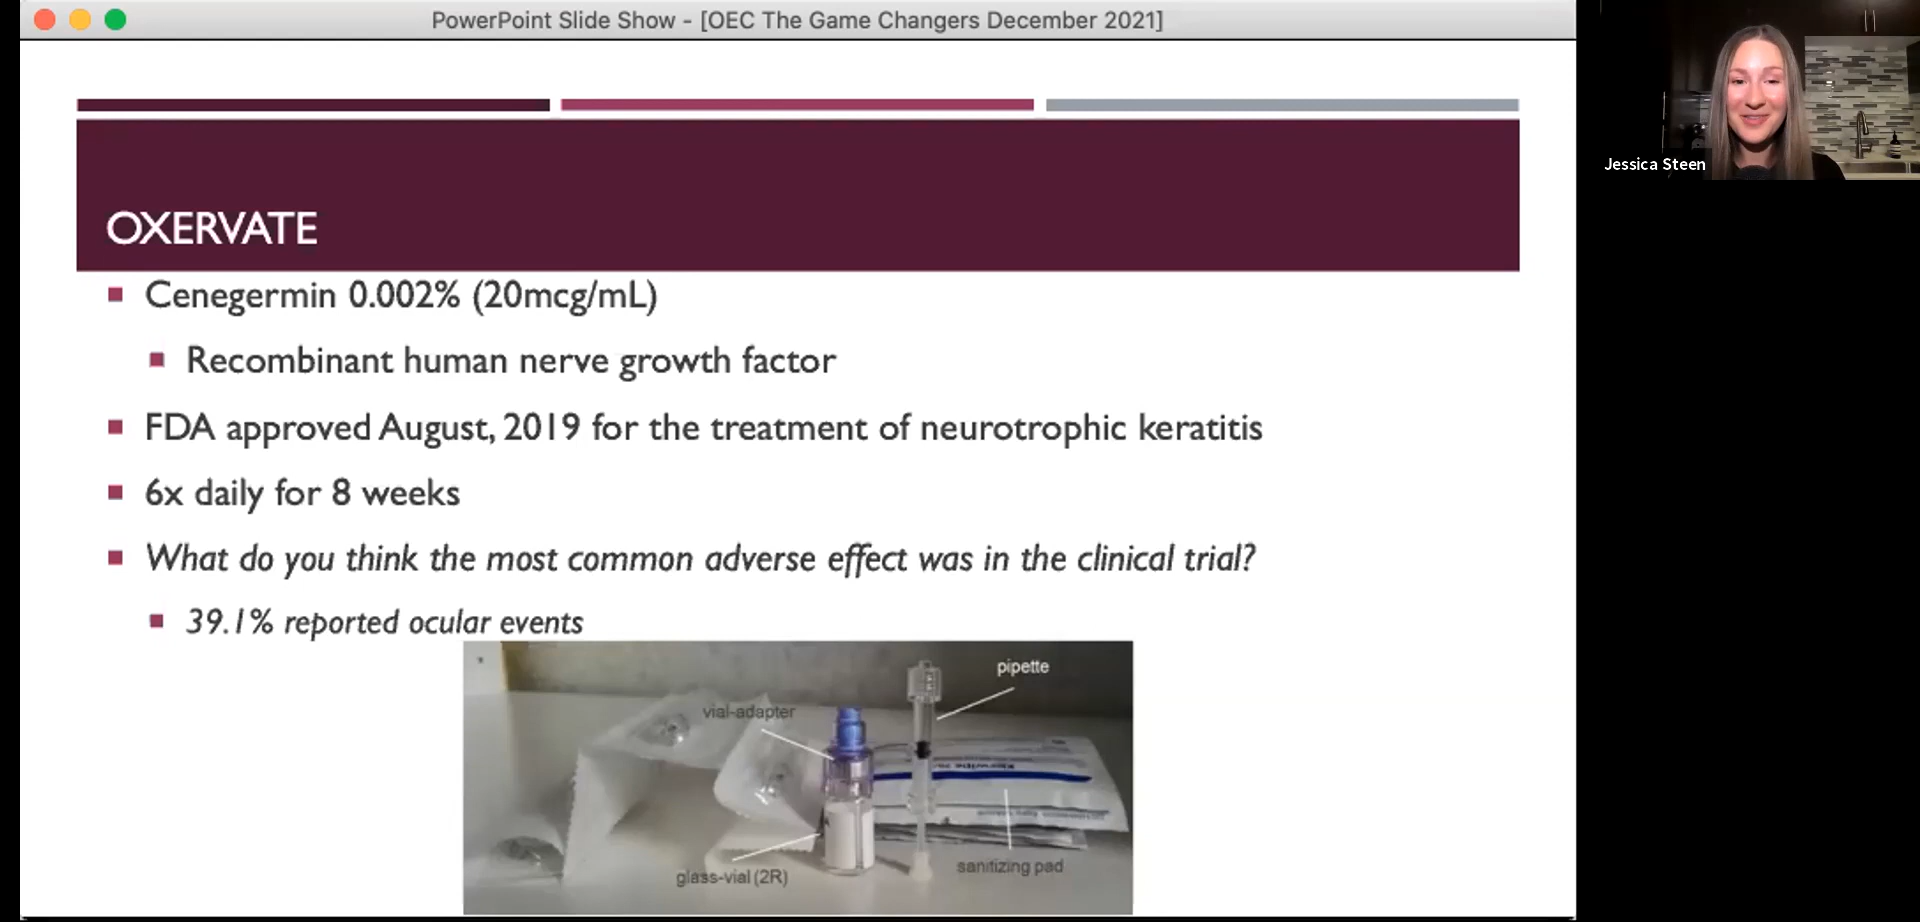 PowerPoint Slide Show - [OEC The Game Changers December 2021]
Jessica Steen
OXERVATE
Cenegermin 0.002% (20mcg/mL)
Recombinant human nerve growth factor
FDA approved August, 2019 for the treatment of neurotrophic keratitis
6x daily for 8 weeks
What do you think the most common adverse effect was in the clinical trial?
39.1% reported ocular events
pipette
vial-adapter
glass-vial (2R)
sanitizing pad